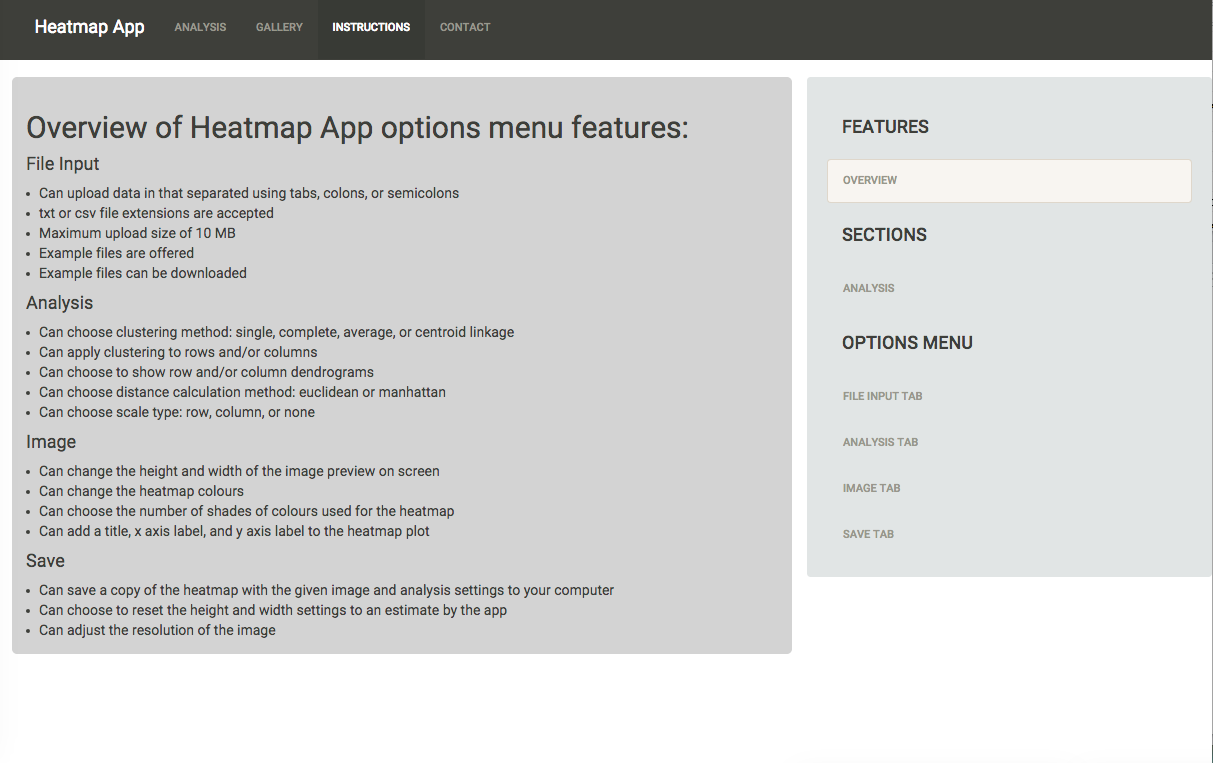 Heatmap App ANALYSIS GALLERY INSTRUCTIONS CONTACT
Overview of Heatmap App options menu features:
File Input
• Can upload data in that separated using tabs, colons, or semicolons
• txt or csv file extensions are accepted
• Maximum upload size of 10 MB
• Example files are offered
• Example files can be downloaded
Analysis
• Can choose clustering method: single, complete, average, or centroid linkage
• Can apply clustering to rows and/or columns
• Can choose to show row and/or column dendrograms
• Can choose distance calculation method: euclidean or manhattan
• Can choose scale type: row, column, or none
Image
• Can change the height and width of the image preview on screen
• Can change the heatmap colours
• Can choose the number of shades of colours used for the heatmap
• Can add a title, x axis label, and y axis label to the heatmap plot
Save
• Can save a copy of the heatmap with the given image and analysis settings to your computer
• Can choose to reset the height and width settings to an estimate by the app
• Can adjust the resolution of the image
FEATURES
OVERVIEW
SECTIONS
ANALYSIS
OPTIONS MENU
FILE INPUT TAB
ANALYSIS TAB
IMAGE TAB
SAVE TAB